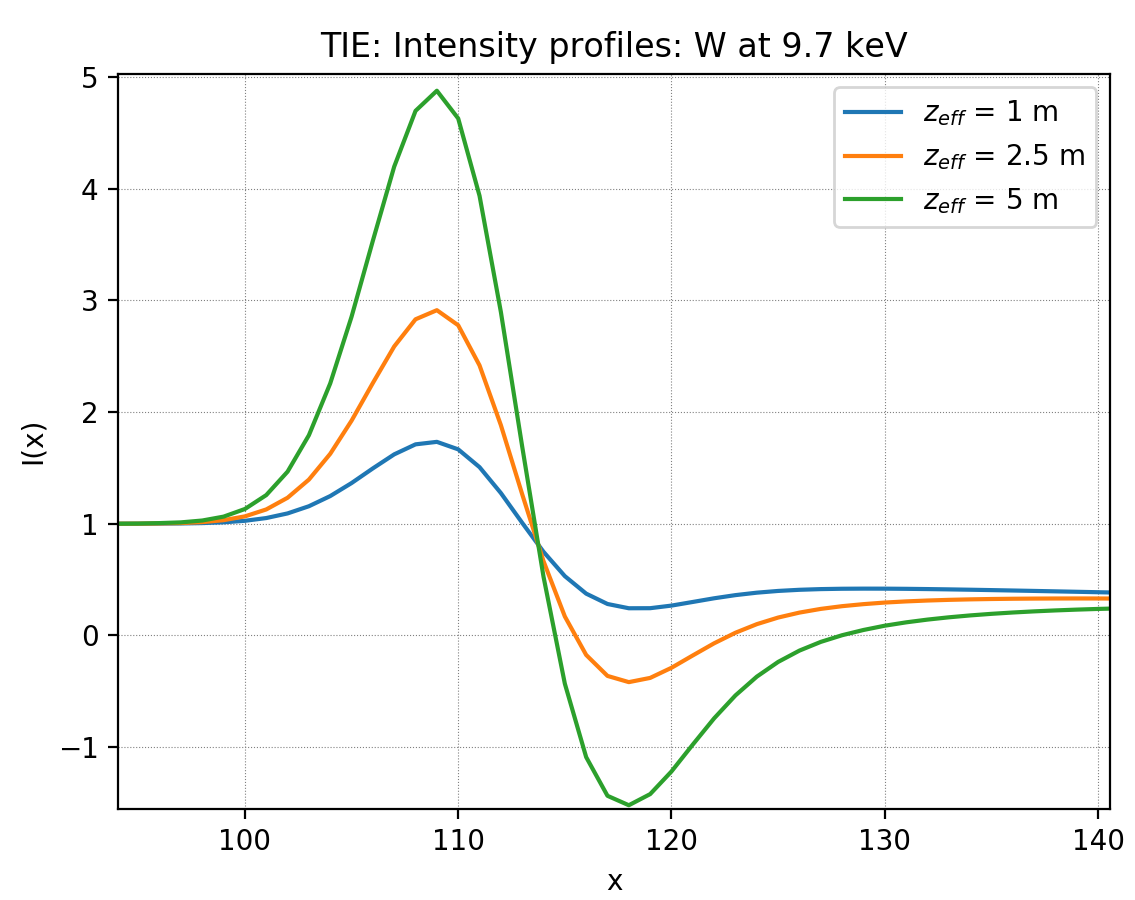 TIE: Intensity profiles: W at 9.7 keV
z_eff = 1 m
z_eff = 2.5 m
z_eff = 5 m
I(x)
5
4
3
2
1
0
−1
100 110 120 130 140
x